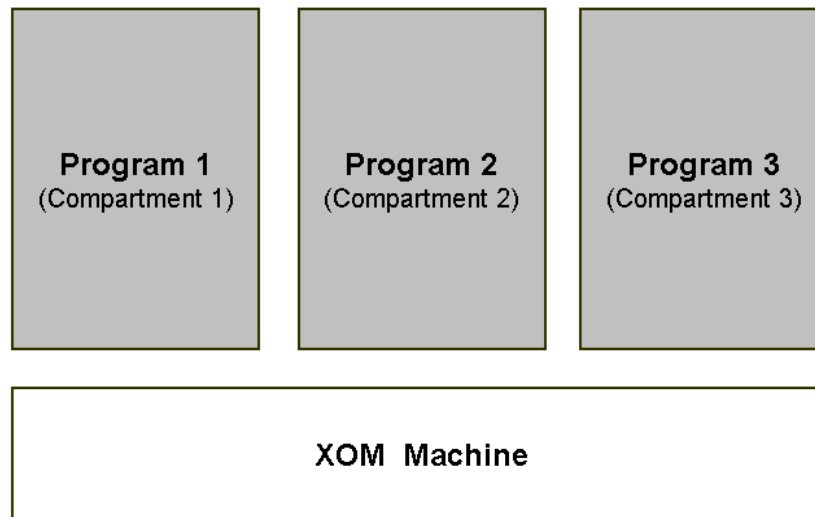 Program 1
(Compartment 1)
Program 2
(Compartment 2)
Program 3
(Compartment 3)
XOM Machine